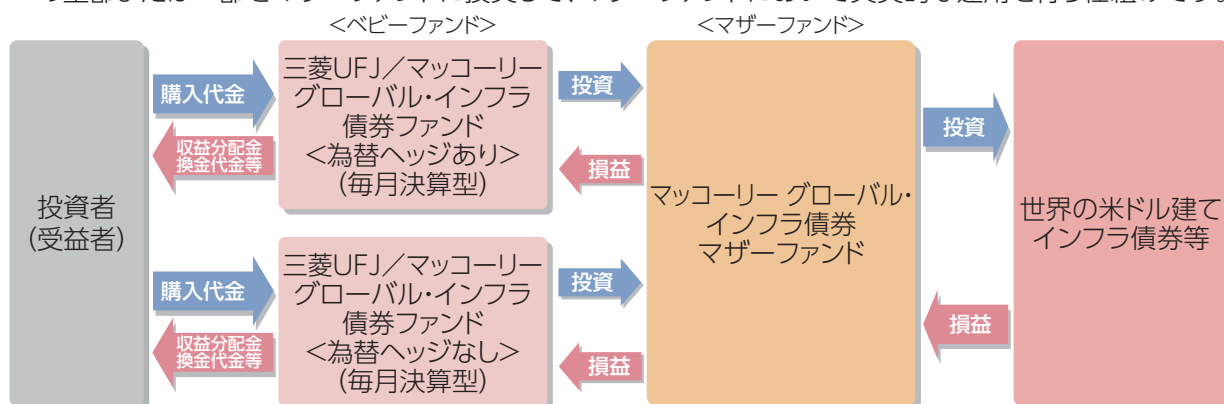 <ベビーファンド>
<マザーファンド>
投資者
(受益者)
購入代金
収益分配金
換金代金等
三菱UFJ/マッコーリー
グローバル・インフラ
債券ファンド
<為替ヘッジあり>
(毎月決算型)
投資
損益
購入代金
収益分配金
換金代金等
三菱UFJ/マッコーリー
グローバル・インフラ
債券ファンド
<為替ヘッジなし>
(毎月決算型)
投資
損益
マッコーリー グローバル・
インフラ債券
マザーファンド
投資
損益
世界の米ドル建て
インフラ債券等